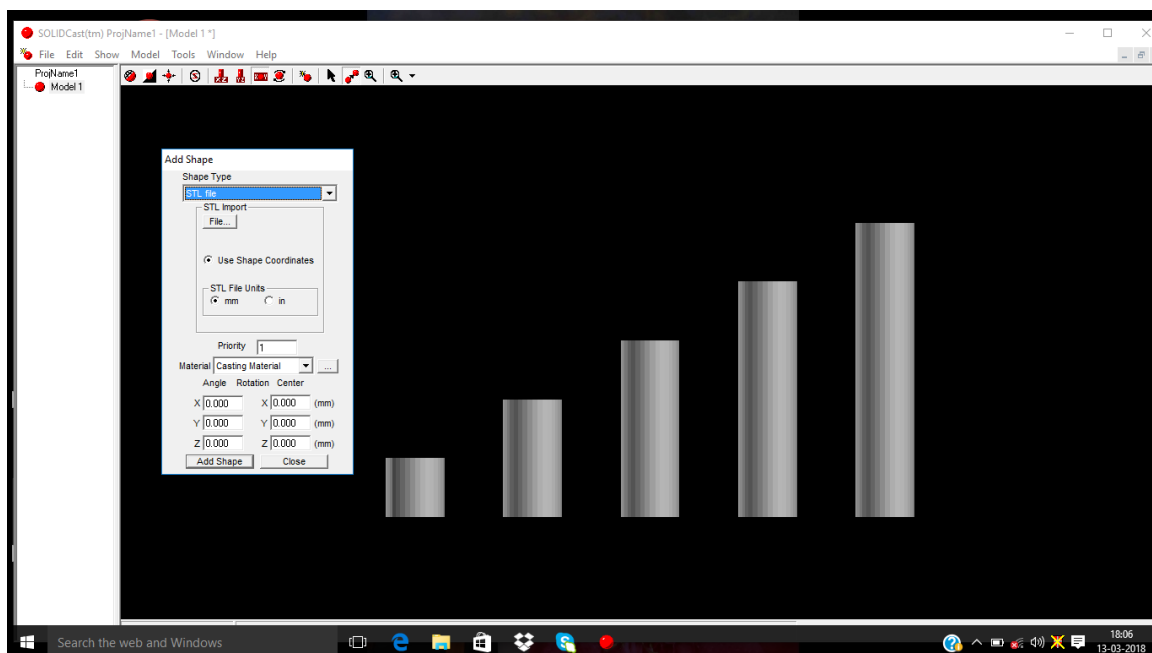 SOLIDCast(tm) ProjName1 - [Model 1 *]
File Edit Show Model Tools Window Help
ProjName1
Model 1
Add Shape
Shape Type
STL file
STL Import
File...
Use Shape Coordinates
STL File Units
mm in
Priority 1
Material Casting Material ...
Angle Rotation Center
X 0.000 X 0.000 (mm)
Y 0.000 Y 0.000 (mm)
Z 0.000 Z 0.000 (mm)
Add Shape Close
Search the web and Windows
18:06
13-03-2018